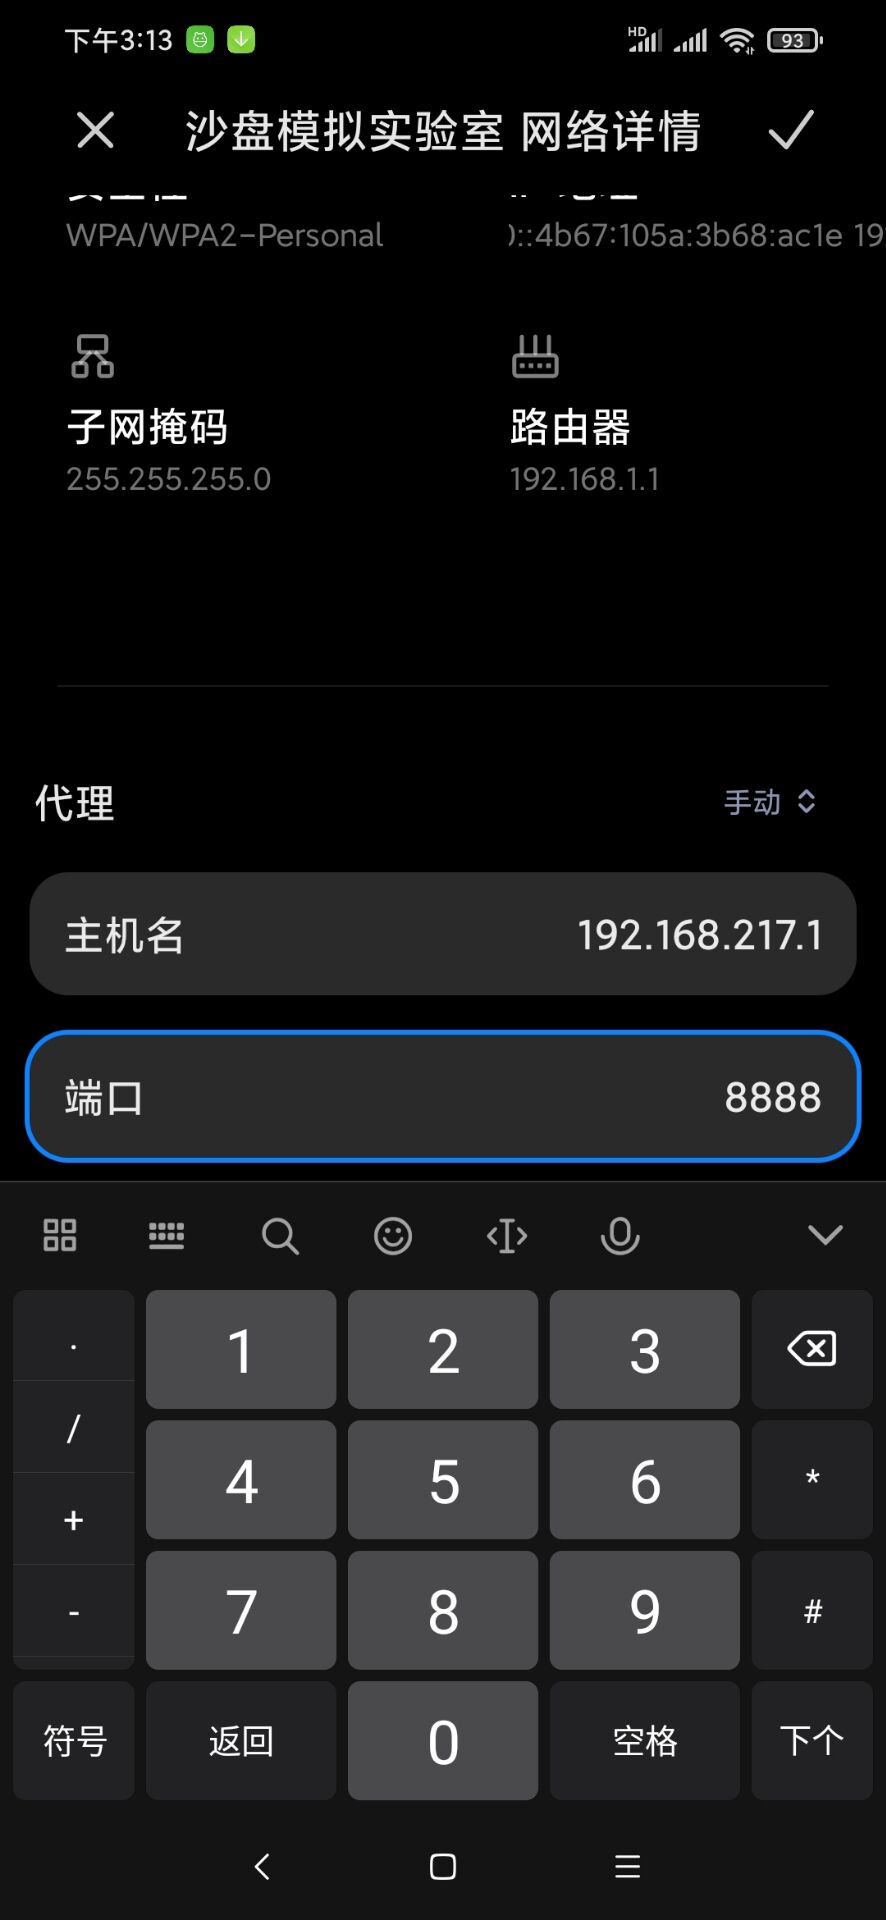 下午3:13
HD
93
沙盘模拟实验室 网络详情
WPA/WPA2-Personal
::4b67:105a:3b68:ac1e 19
子网掩码
路由器
255.255.255.0
192.168.1.1
代理
手动
主机名
192.168.217.1
端口
8888
.
1
2
3
/
4
5
6
*
+
7
8
9
#
-
符号
返回
0
空格
下个